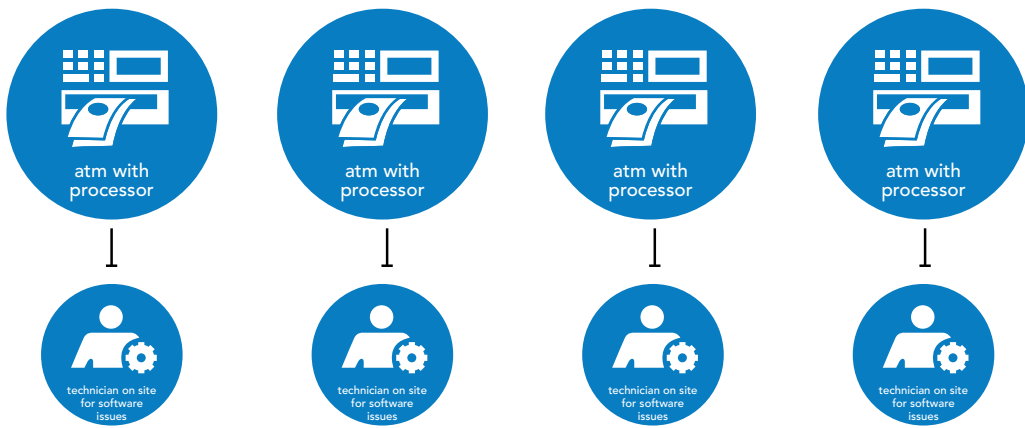 atm with
processor
atm with
processor
atm with
processor
atm with
processor
technician on site
for software
issues
technician on site
for software
issues
technician on site
for software
issues
technician on site
for software
issues